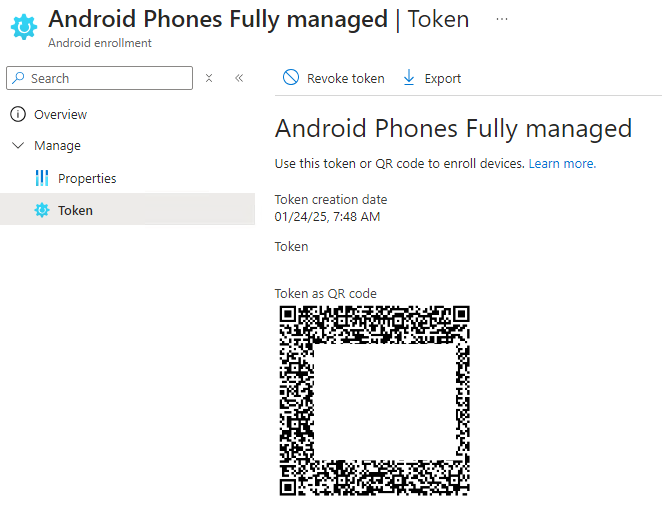 Android Phones Fully managed | Token ...
Android enrollment
Search
Revoke token
Export
Overview
Manage
Properties
Token
Android Phones Fully managed
Use this token or QR code to enroll devices. Learn more.
Token creation date
01/24/25, 7:48 AM
Token
Token as QR code